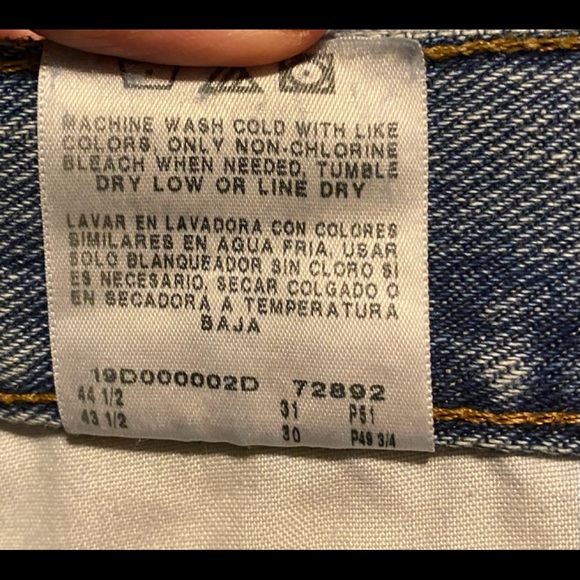 MACHINE WASH COLD WITH LIKE
COLORS, ONLY NON-CHLORINE
BLEACH WHEN NEEDED, TUMBLE
DRY LOW OR LINE DRY
LAVAR EN LAVADORA CON COLORES
SIMILARES EN AGUA FRIA, USAR
SOLO BLANQUEADOR SIN CLORO SI
ES NECESARIO, SECAR COLGADO O
EN SECADORA A TEMPERATURA
BAJA
19D000002D 72892
44 1/2 31 P51
43 1/2 30 P49 3/4